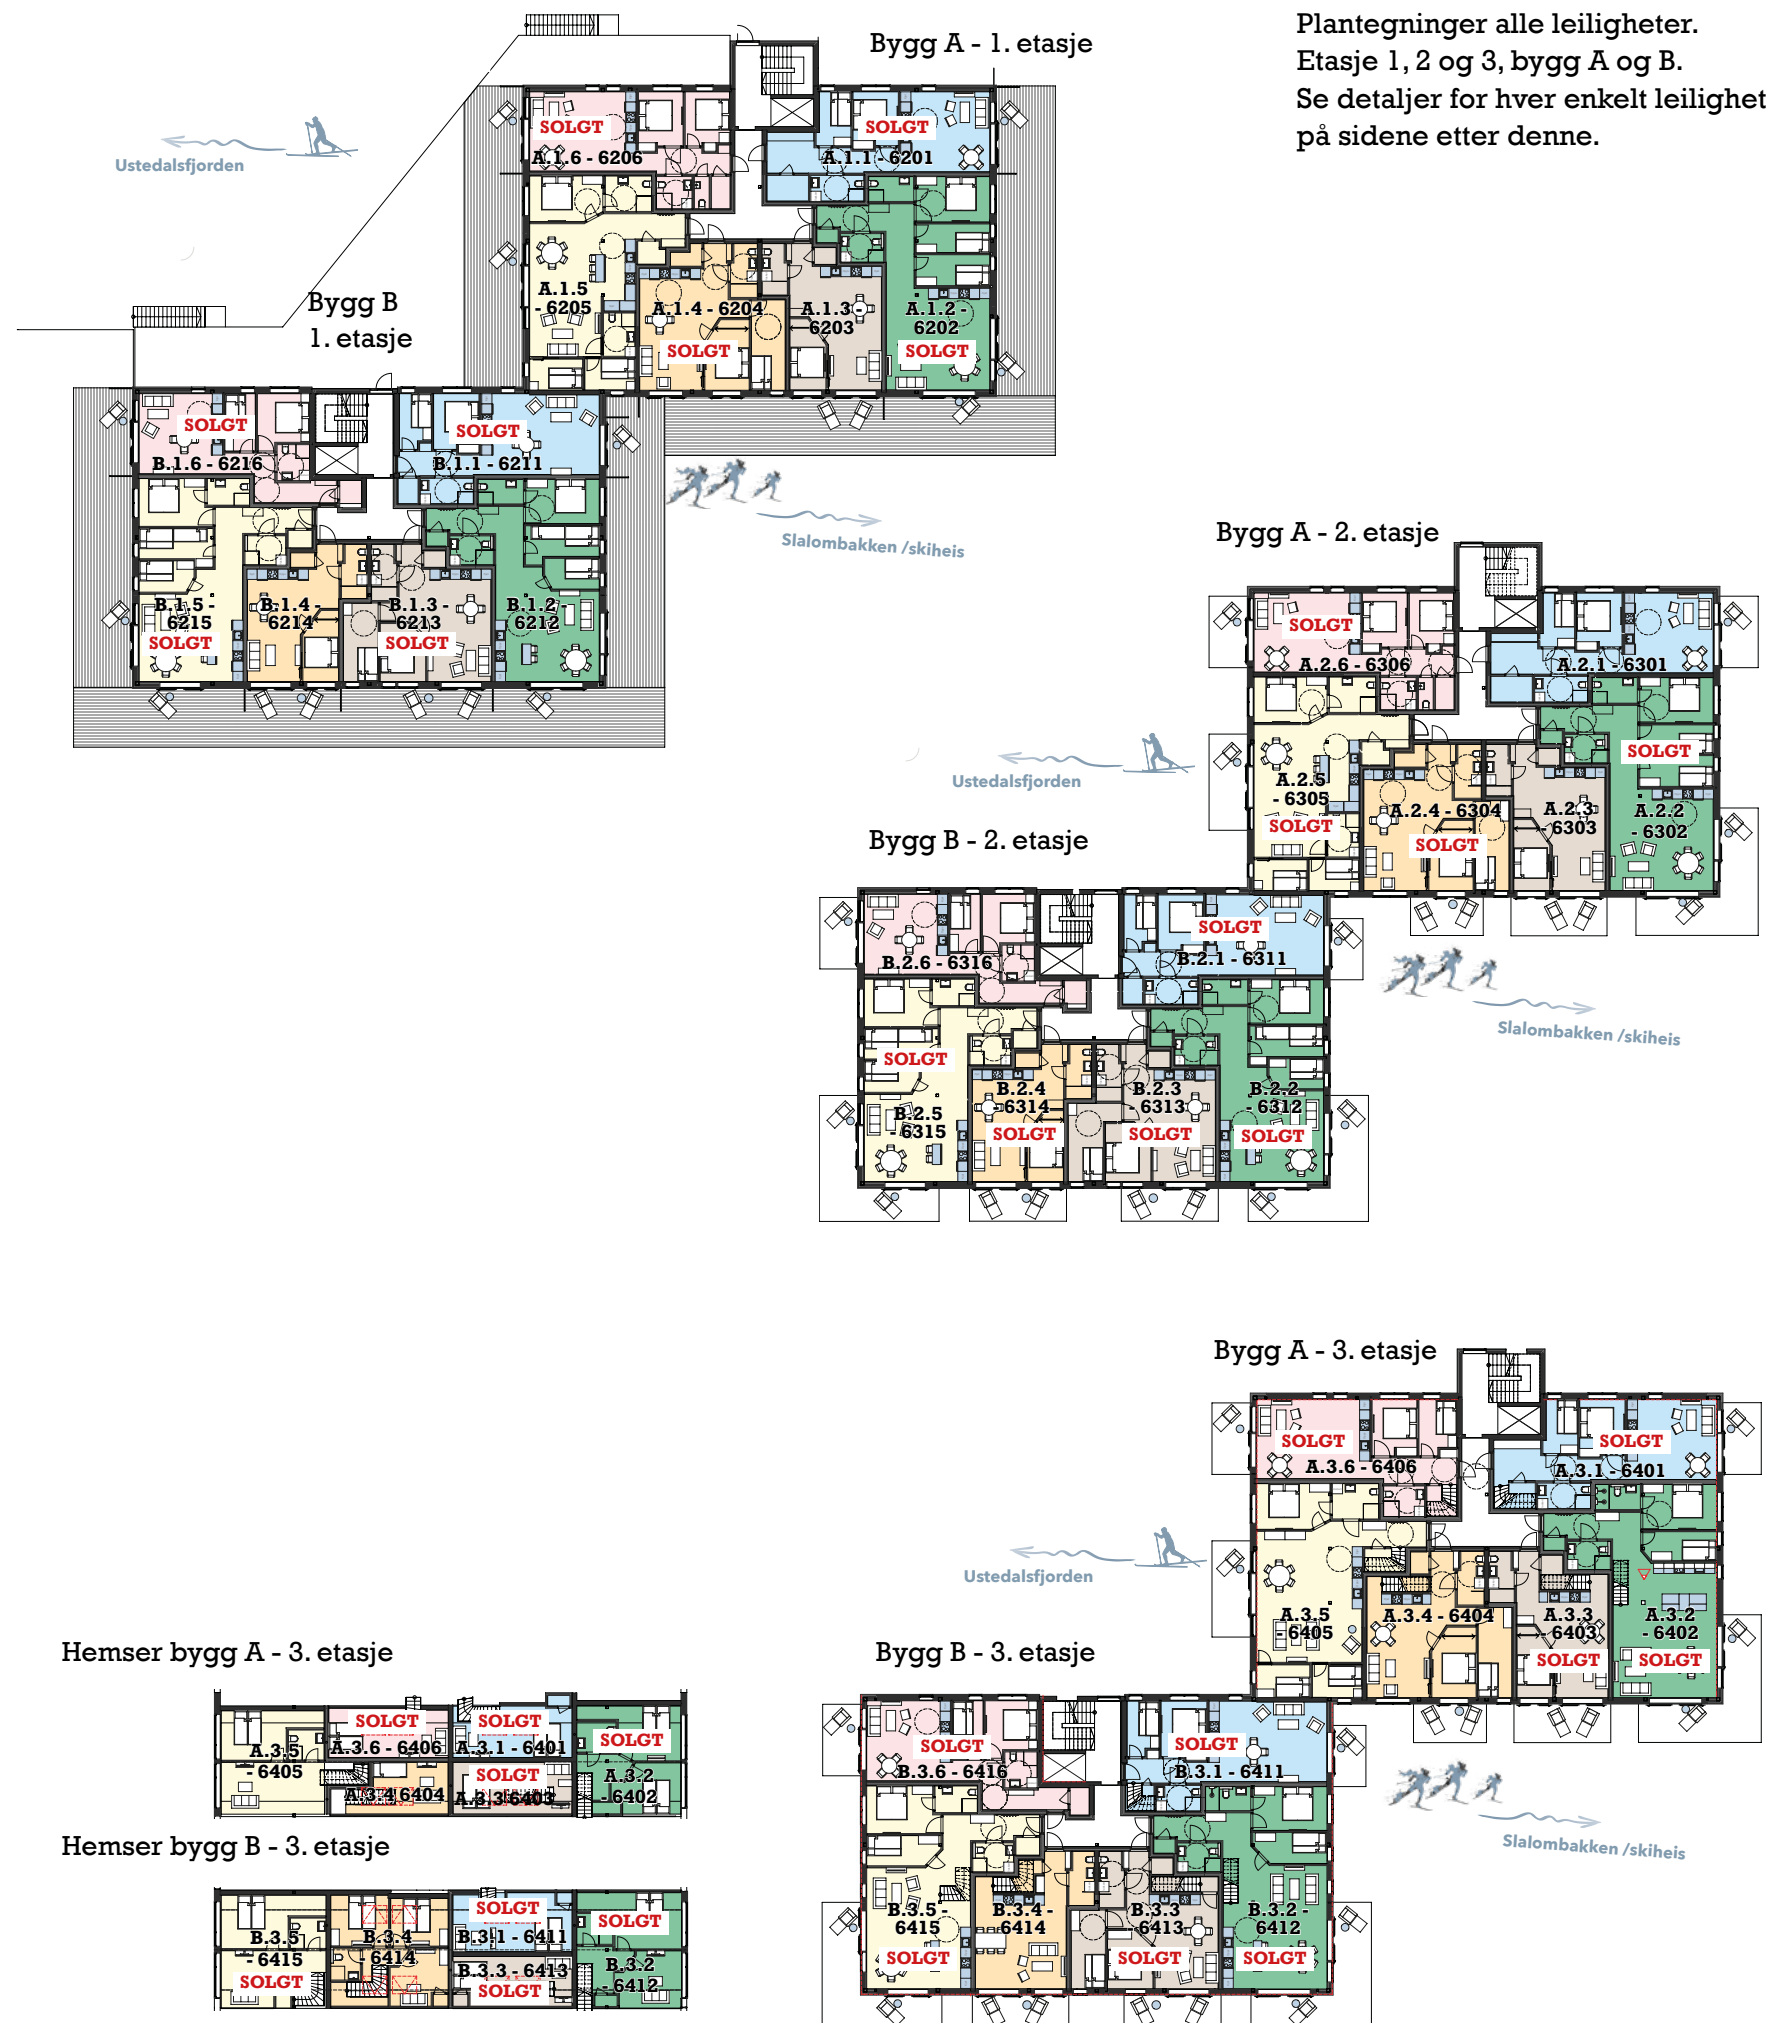 Plantegninger alle leiligheter.
Etasje 1, 2 og 3, bygg A og B.
Se detaljer for hver enkelt leilighet
på sidene etter denne.
Bygg A - 1. etasje
SOLGT
A.1.6 - 6206
SOLGT
A.1.1 - 6201
Ustedalsfjorden
A.1.5
- 6205
A.1.4 - 6204
SOLGT
A.1.3 -
6203
A.1.2 -
6202
SOLGT
Bygg B
1. etasje
SOLGT
B.1.6 - 6216
SOLGT
B.1.1 - 6211
B.1.5 -
6215
SOLGT
B.1.4 -
6214
B.1.3 -
6213
SOLGT
B.1.2 -
6212
Slalombakken /skiheis
Bygg A - 2. etasje
SOLGT
A.2.6 - 6306
A.2.1 - 6301
SOLGT
A.2.5
- 6305
SOLGT
A.2.4 - 6304
SOLGT
A.2.3
- 6303
A.2.2
- 6302
Ustedalsfjorden
Bygg B - 2. etasje
B.2.6 - 6316
SOLGT
B.2.1 - 6311
SOLGT
B.2.5
- 6315
B.2.4
- 6314
SOLGT
B.2.3
- 6313
SOLGT
B.2.2
- 6312
SOLGT
Slalombakken /skiheis
Bygg A - 3. etasje
SOLGT
A.3.6 - 6406
SOLGT
A.3.1 - 6401
A.3.5
- 6405
A.3.4 - 6404
A.3.3
- 6403
SOLGT
A.3.2
- 6402
SOLGT
Ustedalsfjorden
Bygg B - 3. etasje
SOLGT
B.3.6 - 6416
SOLGT
B.3.1 - 6411
B.3.5 -
6415
SOLGT
B.3.4 -
6414
B.3.3
- 6413
SOLGT
B.3.2 -
6412
SOLGT
Slalombakken /skiheis
Hemser bygg A - 3. etasje
A.3.5
- 6405
SOLGT
A.3.6 - 6406
SOLGT
A.3.1 - 6401
SOLGT
A.3.4 6404
SOLGT
A.3.3 6403
A.3.2
- 6402
Hemser bygg B - 3. etasje
B.3.5
- 6415
SOLGT
B.3.4
- 6414
SOLGT
B.3.1 - 6411
B.3.3 - 6413
SOLGT
SOLGT
B.3.2
- 6412